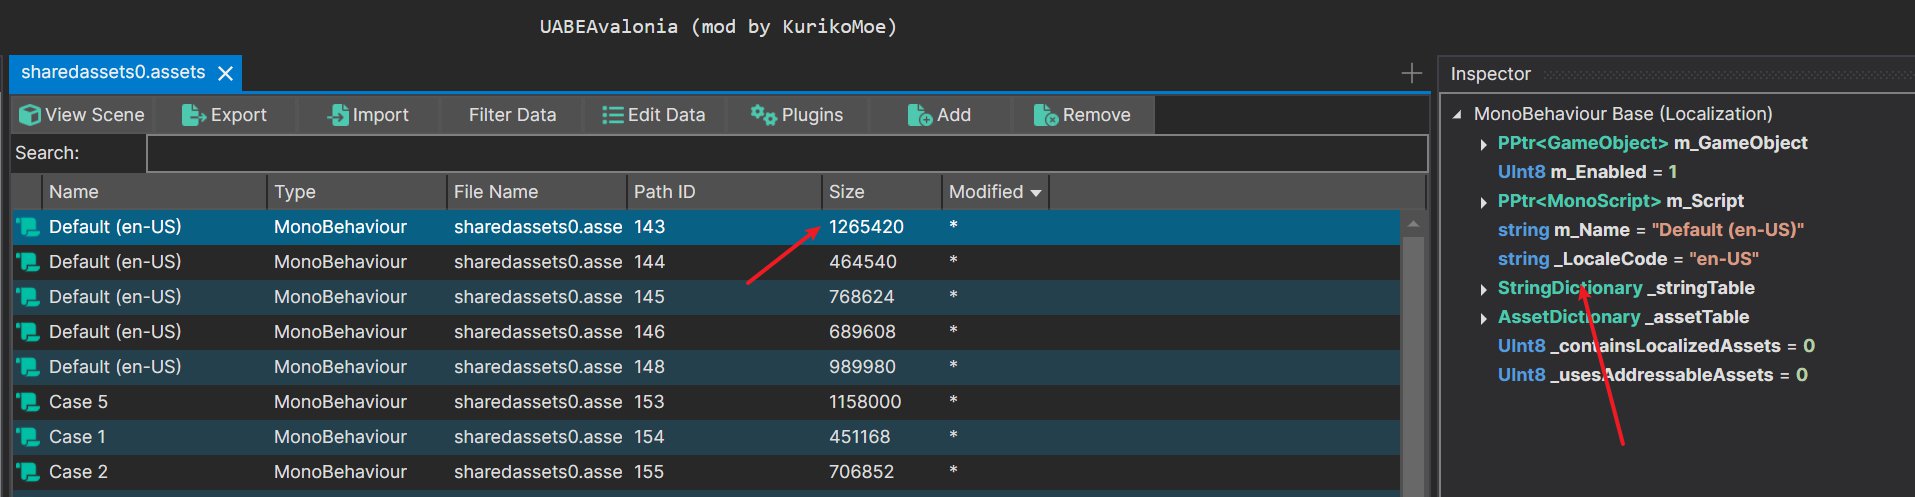 UABEAvalonia (mod by KurikoMoe)
sharedassets0.assets
View Scene Export Import Filter Data Edit Data Plugins Add Remove
Search:
Name Type File Name Path ID Size Modified
Default (en-US) MonoBehaviour sharedassets0.asse 143 1265420 *
Default (en-US) MonoBehaviour sharedassets0.asse 144 464540 *
Default (en-US) MonoBehaviour sharedassets0.asse 145 768624 *
Default (en-US) MonoBehaviour sharedassets0.asse 146 689608 *
Default (en-US) MonoBehaviour sharedassets0.asse 148 989980 *
Case 5 MonoBehaviour sharedassets0.asse 153 1158000 *
Case 1 MonoBehaviour sharedassets0.asse 154 451168 *
Case 2 MonoBehaviour sharedassets0.asse 155 706852 *
Inspector
MonoBehaviour Base (Localization)
PPtr<GameObject> m_GameObject
UInt8 m_Enabled = 1
PPtr<MonoScript> m_Script
string m_Name = "Default (en-US)"
string _LocaleCode = "en-US"
StringDictionary _stringTable
AssetDictionary _assetTable
UInt8 _containsLocalizedAssets = 0
UInt8 _usesAddressableAssets = 0